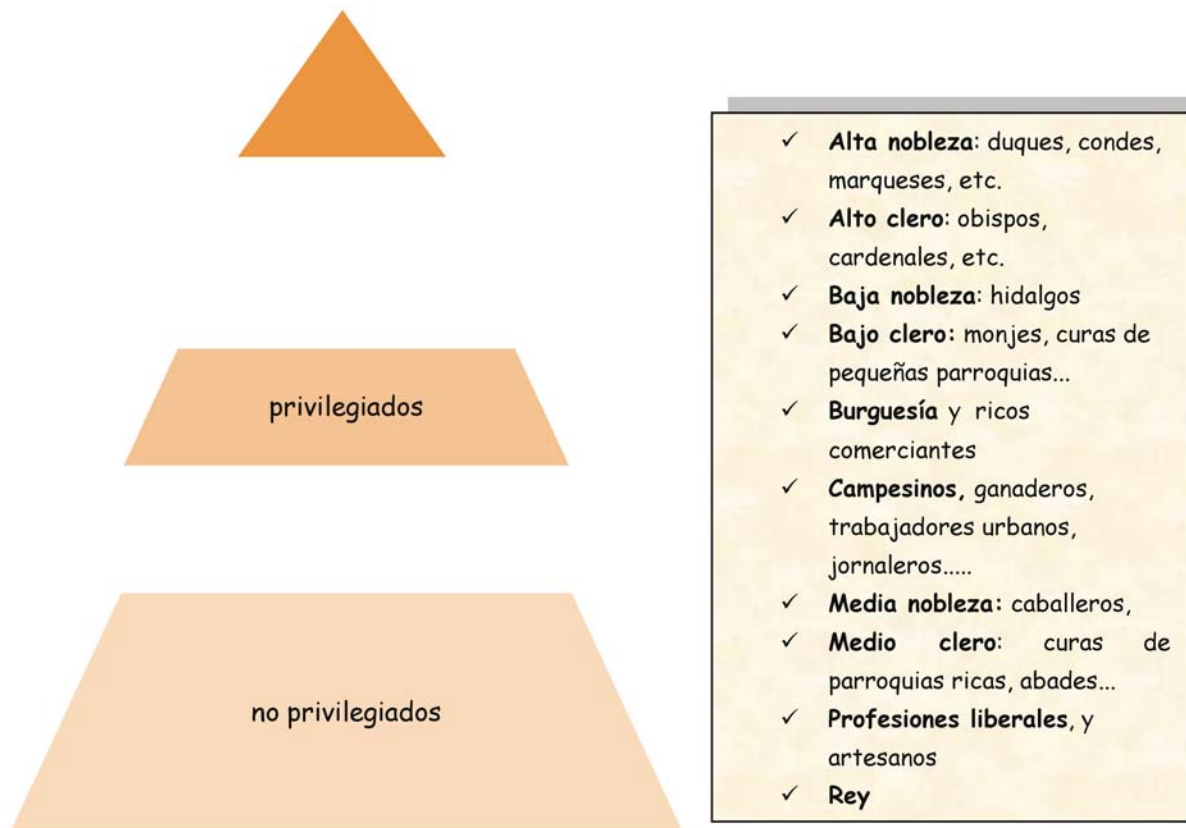 privilegiados
no privilegiados
✓ Alta nobleza: duques, condes,
marqueses, etc.
✓ Alto clero: obispos,
cardenales, etc.
✓ Baja nobleza: hidalgos
✓ Bajo clero: monjes, curas de
pequeñas parroquias...
✓ Burguesía y ricos
comerciantes
✓ Campesinos, ganaderos,
trabajadores urbanos,
jornaleros.....
✓ Media nobleza: caballeros,
✓ Medio clero: curas de
parroquias ricas, abades...
✓ Profesiones liberales, y
artesanos
✓ Rey